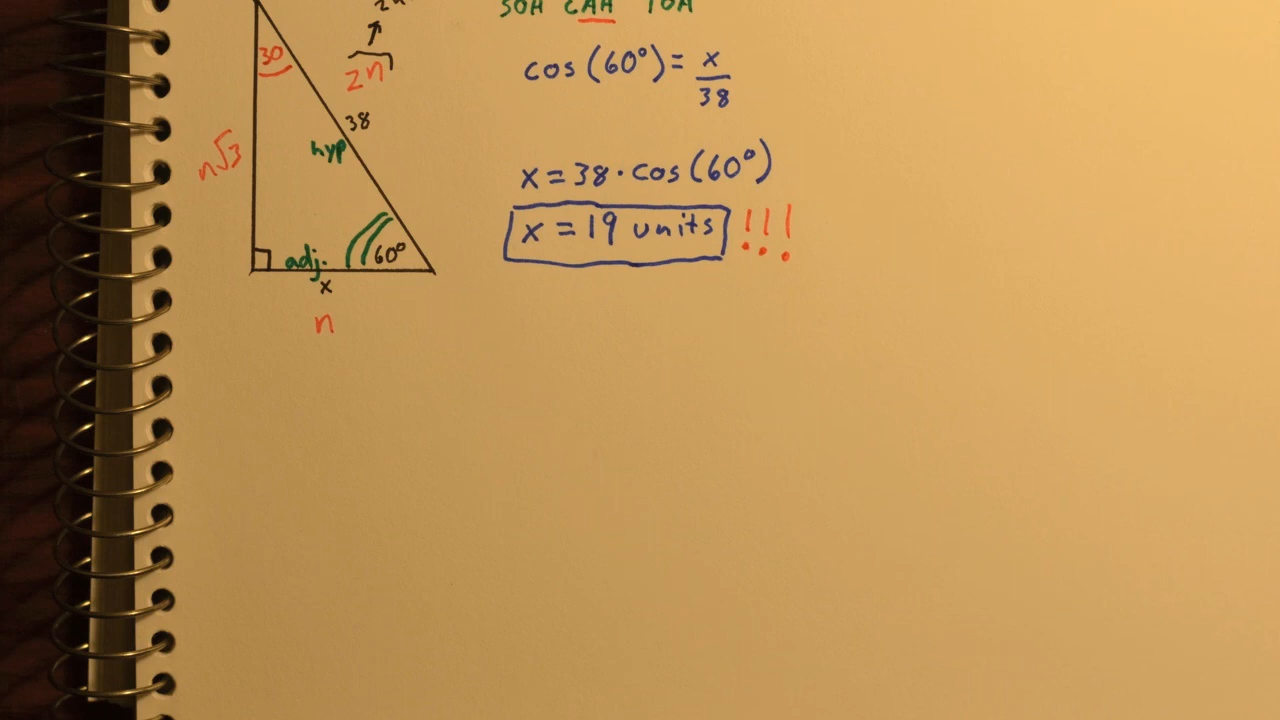 SOH CAH TOA
30
2n
cos(60°) = x/38
38
hyp
n√3
x = 38 · cos(60°)
x = 19 units !!!
adj.
60°
x
n